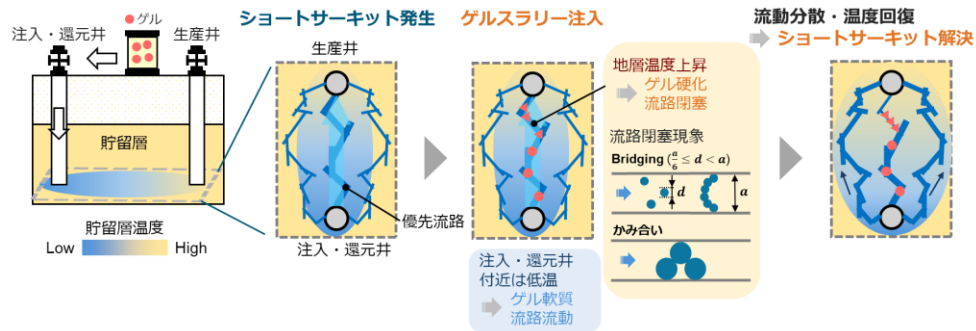 ゲル
注入・還元井
生産井
貯留層
貯留層温度
Low
High
ショートサーキット発生
生産井
優先流路
注入・還元井
ゲルスラリー注入
注入・還元井
付近は低温
ゲル軟質
流路流動
地層温度上昇
ゲル硬化
流路閉塞
流路閉塞現象
Bridging (a/6 ≤ d < a)
d
a
かみ合い
流動分散・温度回復
ショートサーキット解決